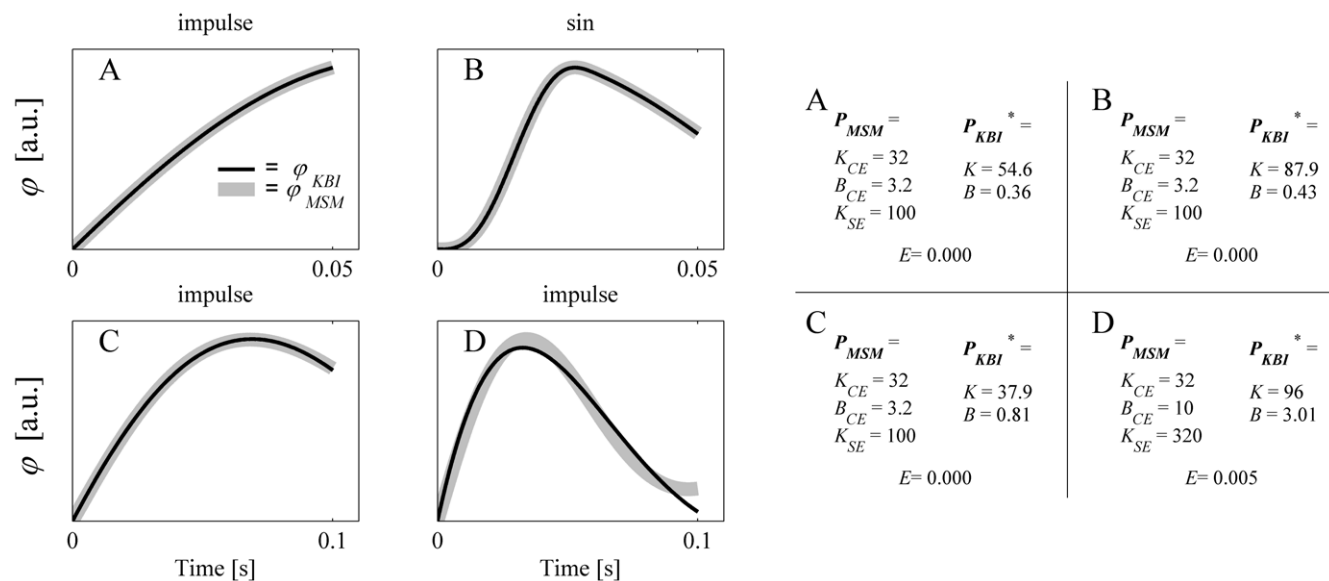 impulse
A
φ [a.u.]
= φ KBI
= φ MSM
0 0.05
sin
B
0 0.05
impulse
C
φ [a.u.]
0 0.1
Time [s]
impulse
D
0 0.1
Time [s]
A
P_MSM = P_KBI* =
K_CE = 32 K = 54.6
B_CE = 3.2 B = 0.36
K_SE = 100
E= 0.000
B
P_MSM = P_KBI* =
K_CE = 32 K = 87.9
B_CE = 3.2 B = 0.43
K_SE = 100
E= 0.000
C
P_MSM = P_KBI* =
K_CE = 32 K = 37.9
B_CE = 3.2 B = 0.81
K_SE = 100
E= 0.000
D
P_MSM = P_KBI* =
K_CE = 32 K = 96
B_CE = 10 B = 3.01
K_SE = 320
E= 0.005